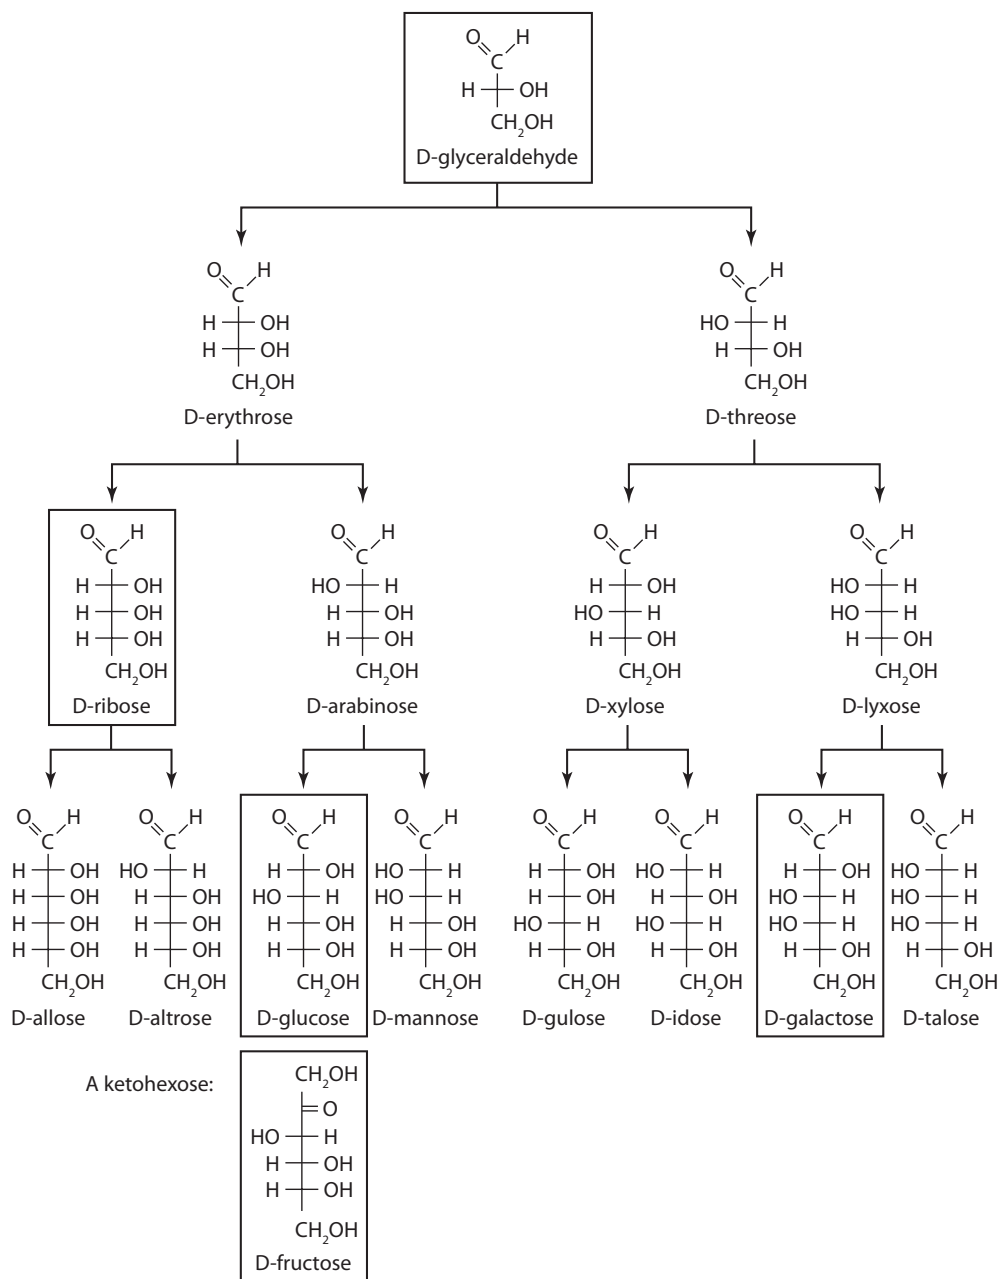 O H
C
H OH
CH2OH
D-glyceraldehyde
O H
C
H OH
H OH
CH2OH
D-erythrose
O H
C
HO H
H OH
CH2OH
D-threose
O H
C
H OH
H OH
H OH
CH2OH
D-ribose
O H
C
HO H
H OH
H OH
CH2OH
D-arabinose
O H
C
H OH
HO H
H OH
CH2OH
D-xylose
O H
C
HO H
HO H
H OH
CH2OH
D-lyxose
O H
C
H OH
H OH
H OH
H OH
CH2OH
D-allose
O H
C
HO H
H OH
H OH
H OH
CH2OH
D-altrose
O H
C
H OH
HO H
H OH
H OH
CH2OH
D-glucose
O H
C
HO H
HO H
H OH
H OH
CH2OH
D-mannose
O H
C
H OH
H OH
HO H
H OH
CH2OH
D-gulose
O H
C
HO H
H OH
HO H
H OH
CH2OH
D-idose
O H
C
H OH
HO H
HO H
H OH
CH2OH
D-galactose
O H
C
HO H
HO H
HO H
H OH
CH2OH
D-talose
A ketohexose:
CH2OH
O
HO H
H OH
H OH
CH2OH
D-fructose